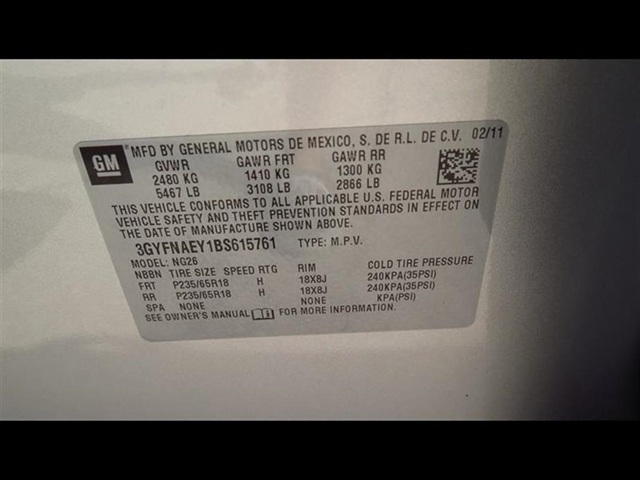 GM
MFD BY GENERAL MOTORS DE MEXICO, S. DE R.L. DE C.V. 02/11
GVWR GAWR FRT GAWR RR
2480 KG 1410 KG 1300 KG
5467 LB 3108 LB 2866 LB
THIS VEHICLE CONFORMS TO ALL APPLICABLE U.S. FEDERAL MOTOR
VEHICLE SAFETY AND THEFT PREVENTION STANDARDS IN EFFECT ON
THE DATE OF MANUFACTURE SHOWN ABOVE.
3GYFNAEY1BS615761 TYPE: M.P.V.
MODEL: NG26
NBBN TIRE SIZE SPEED RTG RIM COLD TIRE PRESSURE
FRT P235/65R18 H 18X8J 240KPA(35PSI)
RR P235/65R18 H 18X8J 240KPA(35PSI)
SPA NONE NONE KPA(PSI)
SEE OWNER'S MANUAL FOR MORE INFORMATION.